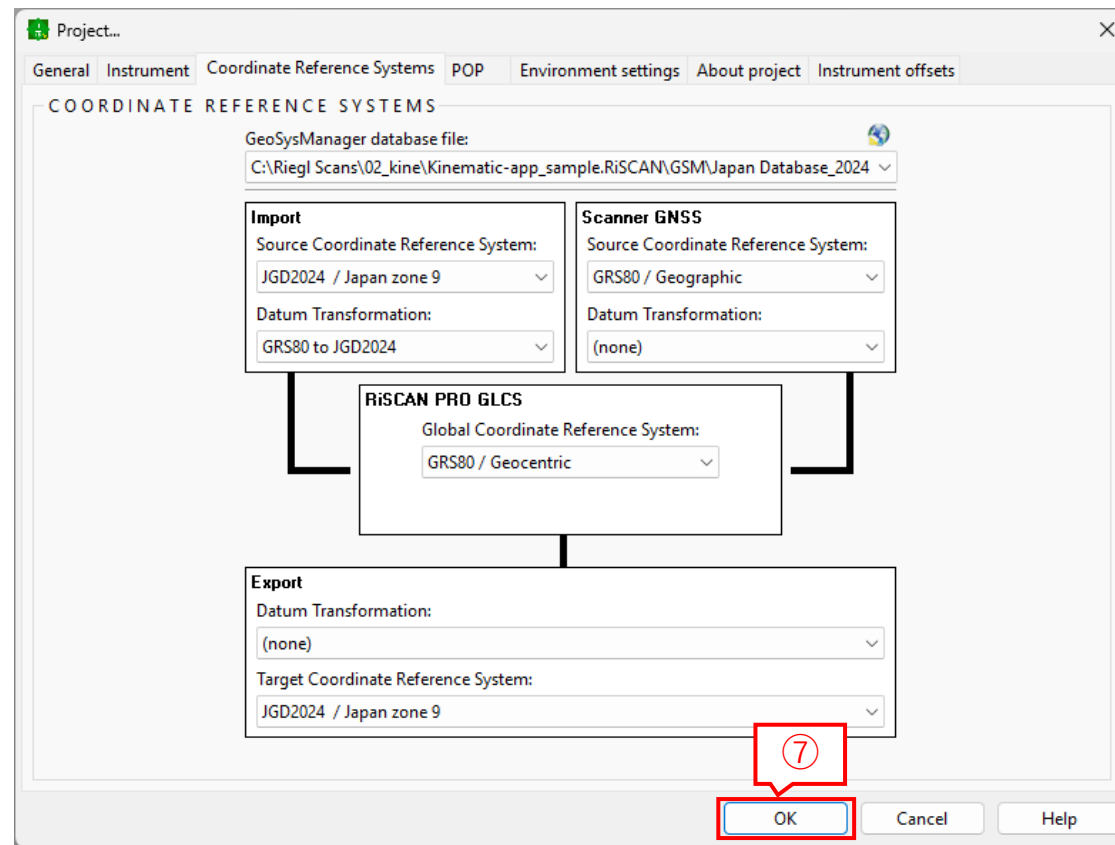 Project...
General Instrument Coordinate Reference Systems POP Environment settings About project Instrument offsets
COORDINATE REFERENCE SYSTEMS
GeoSysManager database file:
C:\Riegl Scans\02_kine\Kinematic-app_sample.RiSCAN\GSM\Japan Database_2024
Import
Source Coordinate Reference System:
JGD2024 / Japan zone 9
Datum Transformation:
GRS80 to JGD2024
Scanner GNSS
Source Coordinate Reference System:
GRS80 / Geographic
Datum Transformation:
(none)
RiSCAN PRO GLCS
Global Coordinate Reference System:
GRS80 / Geocentric
Export
Datum Transformation:
(none)
Target Coordinate Reference System:
JGD2024 / Japan zone 9
⑦
OK Cancel Help